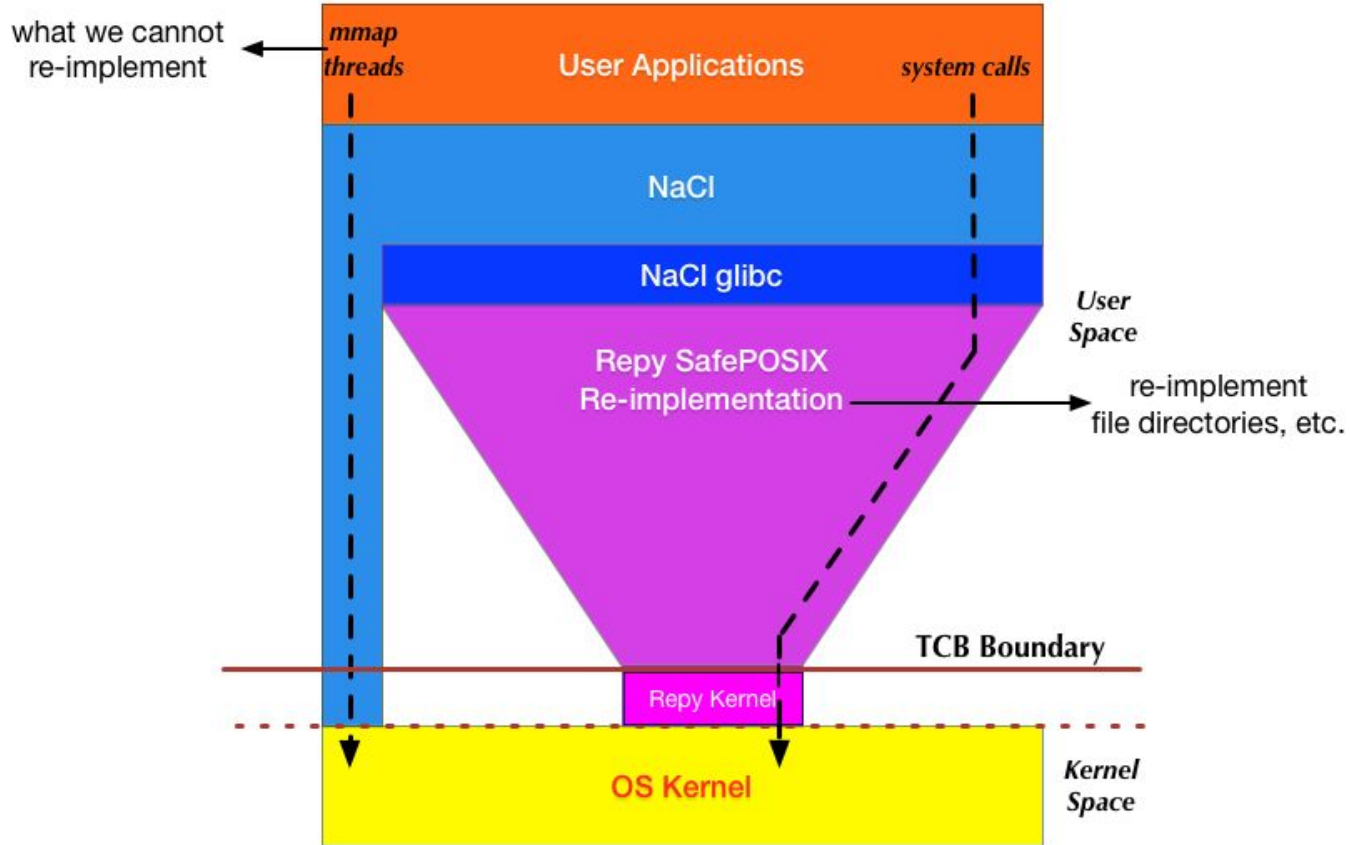 what we cannot
re-implement
mmap
threads
User Applications
system calls
NaCl
NaCl glibc
User
Space
Repy SafePOSIX
Re-implementation
re-implement
file directories, etc.
TCB Boundary
Repy Kernel
OS Kernel
Kernel
Space